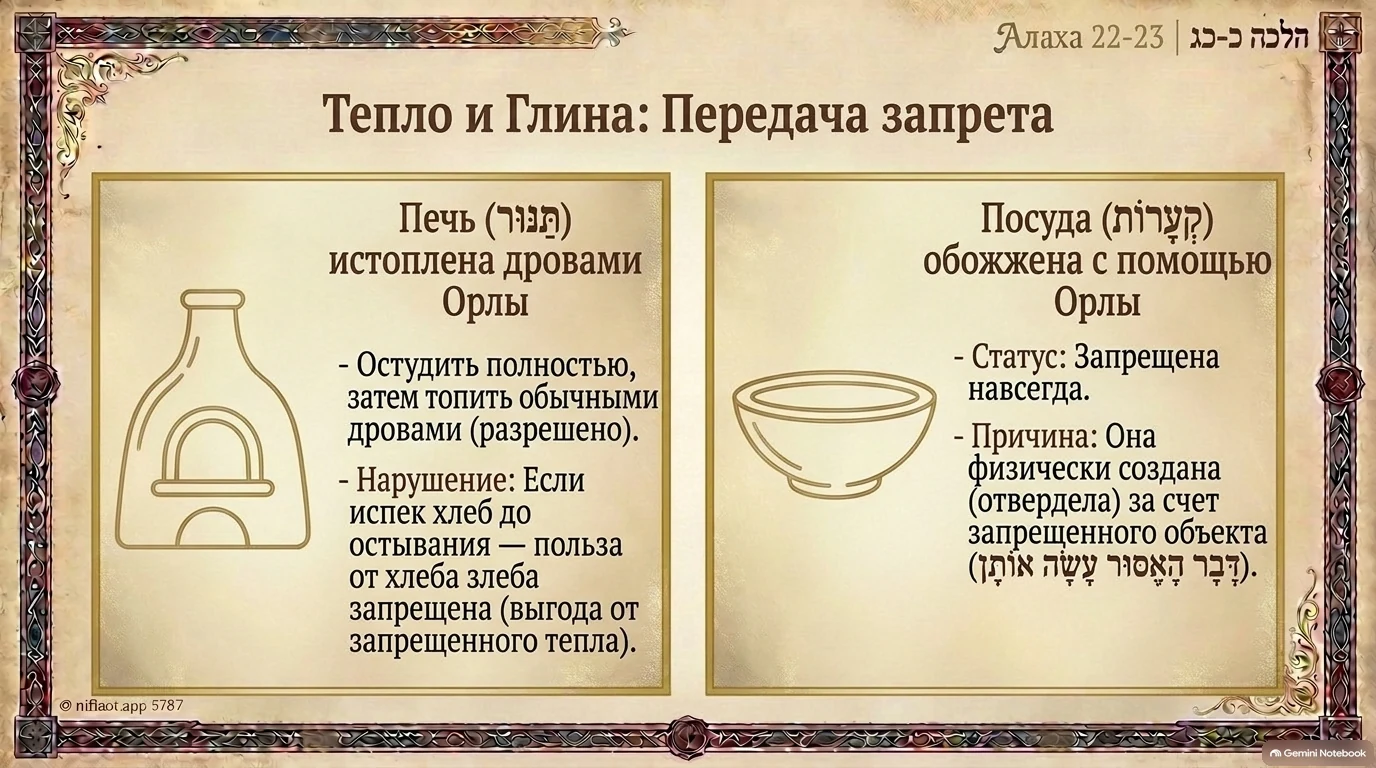 Алаха 22-23 | הלכה כ-כג
Тепло и Глина: Передача запрета
Печь (תַּנּוּר)
истоплена дровами
Орлы
- Остудить полностью,
затем топить обычными
дровами (разрешено).
- Нарушение: Если
испек хлеб до
остывания — польза
от хлеба злеба
запрещена (выгода от
запрещенного тепла).
Посуда (קְעָרוֹת)
обожжена с помощью
Орлы
- Статус: Запрещена
навсегда.
- Причина: Она
физически создана
(отвердела) за счет
запрещенного объекта
(דָּבָר הָאֱסוּר עָשָׂה אוֹתָן).
© niflaot.app 5787
Gemini Notebook